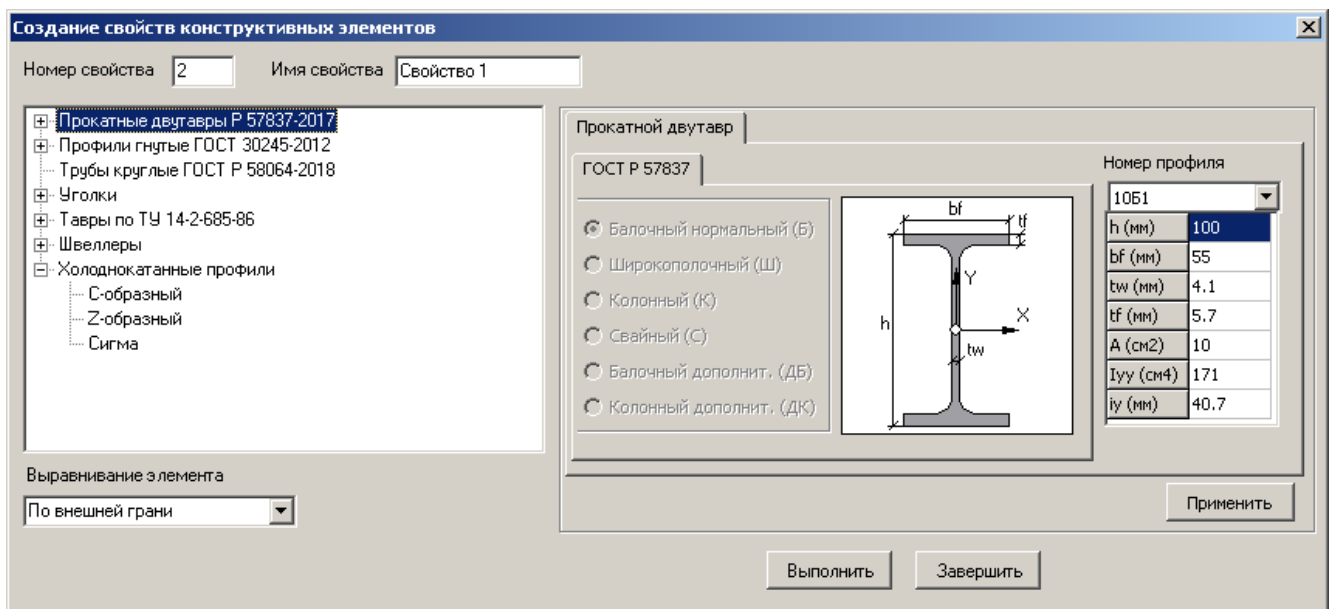 Создание свойств конструктивных элементов
Номер свойства 2 Имя свойства Свойство 1
Прокатные двутавры Р 57837-2017
Профили гнутые ГОСТ 30245-2012
Трубы круглые ГОСТ Р 58064-2018
Уголки
Тавры по ТУ 14-2-685-86
Швеллеры
Холоднокатанные профили
С-образный
Z-образный
Сигма
Выравнивание элемента
По внешней грани
Прокатной двутавр
ГОСТ Р 57837
Балочный нормальный (Б)
Широкополочный (Ш)
Колонный (К)
Свайный (С)
Балочный дополнит. (ДБ)
Колонный дополнит. (ДК)
bf
tf
Y
X
h
tw
Номер профиля
10Б1
h (мм) 100
bf (мм) 55
tw (мм) 4.1
tf (мм) 5.7
A (см2) 10
Iyy (см4) 171
iy (мм) 40.7
Применить
Выполнить Завершить